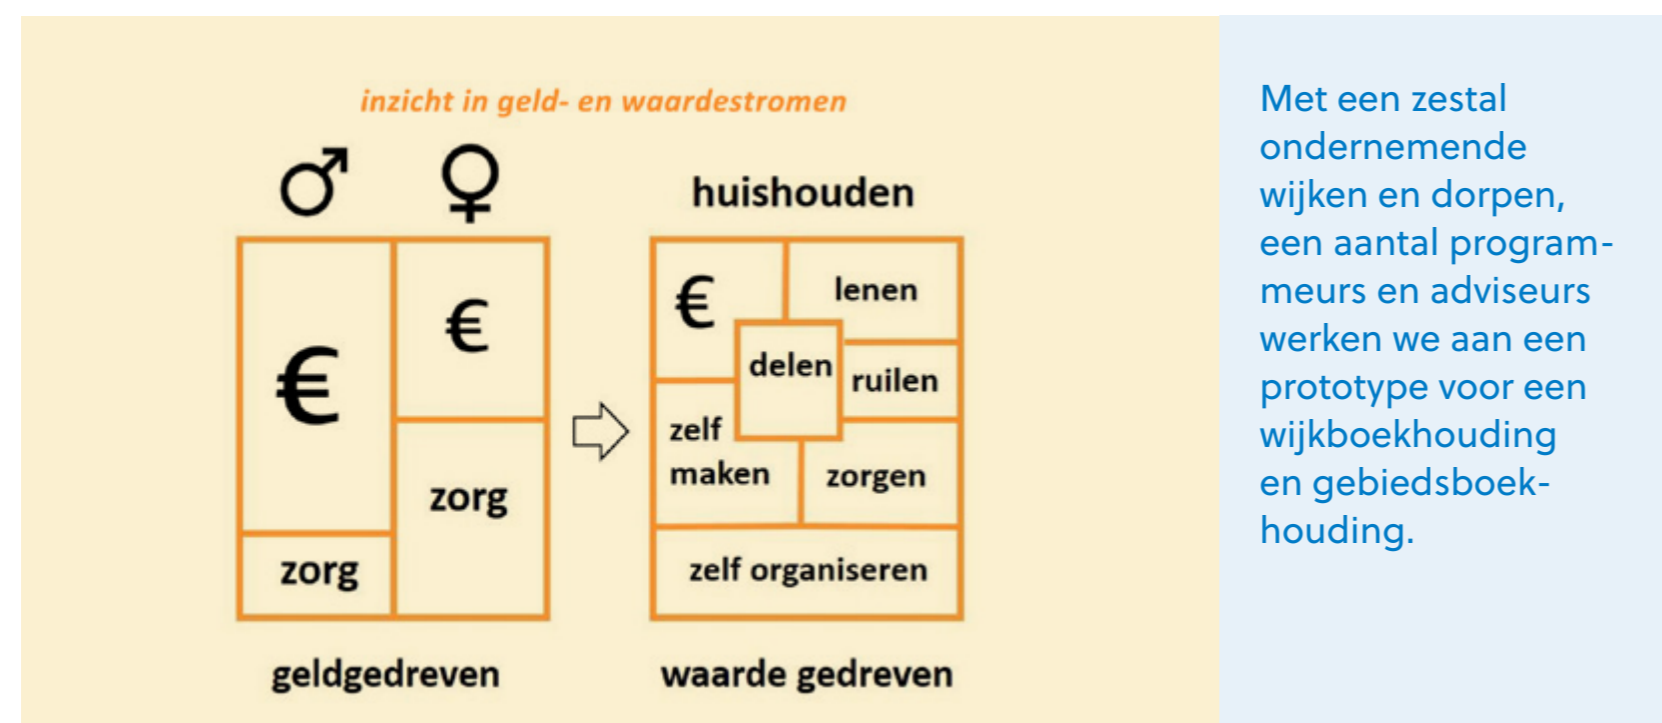 inzicht in geld- en waardestromen
♂ ♀
€
€
zorg
zorg
geldgedreven
huishouden
€
lenen
delen
ruilen
zelf
maken
zorgen
zelf organiseren
waarde gedreven
Met een zestal
ondernemende
wijken en dorpen,
een aantal program-
meurs en adviseurs
werken we aan een
prototype voor een
wijkboekhouding
en gebiedsboek-
houding.